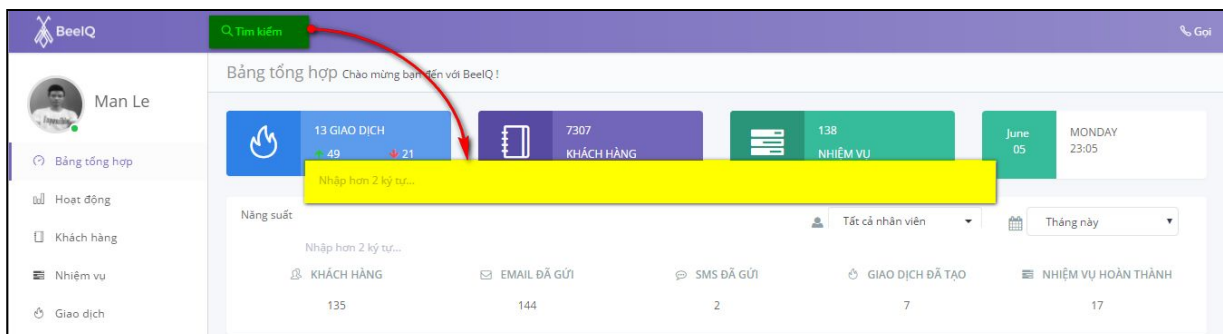 BeeIQ
Tìm kiếm
Gọi
Man Le
Bảng tổng hợp
Hoạt động
Khách hàng
Nhiệm vụ
Giao dịch
Bảng tổng hợp Chào mừng bạn đến với BeeIQ !
13 GIAO DỊCH
49 21
7307
KHÁCH HÀNG
138
NHIỆM VỤ
June
05
MONDAY
23:05
Nhập hơn 2 ký tự...
Năng suất
Tất cả nhân viên
Tháng này
Nhập hơn 2 ký tự...
KHÁCH HÀNG
135
EMAIL ĐÃ GỬI
144
SMS ĐÃ GỬI
2
GIAO DỊCH ĐÃ TẠO
7
NHIỆM VỤ HOÀN THÀNH
17